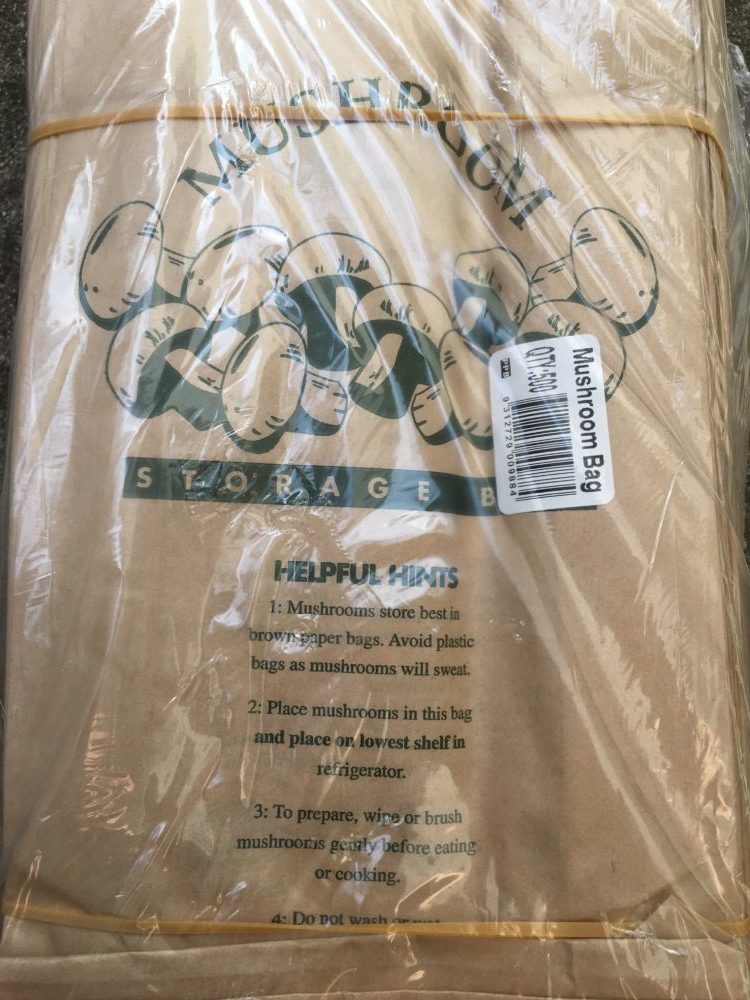 MUSHROOM
STORAGE B
Mushroom Bag
QTY:500
PPB
9 312729 009884
HELPFUL HINTS
1: Mushrooms store best in
brown paper bags. Avoid plastic
bags as mushrooms will sweat.
2: Place mushrooms in this bag
and place on lowest shelf in
refrigerator.
3: To prepare, wipe or brush
mushrooms gently before eating
or cooking.
4: Do not wash or